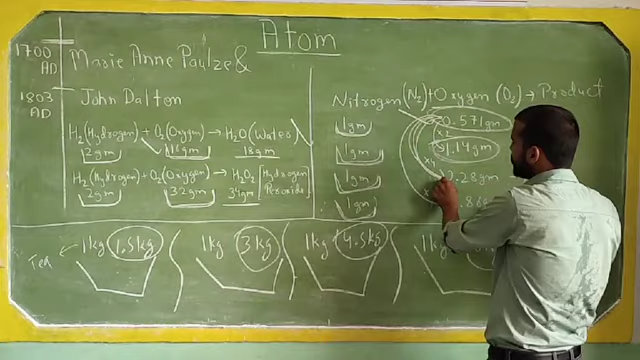 Atom
1700 AD
Marie Anne Paulze &
1803 AD
John Dalton
H₂(Hydrogen) + O₂(Oxygen) → H₂O(Water)
2gm 16gm 18gm
H₂(Hydrogen) + O₂(Oxygen) → H₂O₂ [Hydrogen Peroxide]
2gm 32gm 34gm
Nitrogen (N₂) + Oxygen (O₂) → Product
1gm 0.571gm
x2
1gm 1.14gm
x4
1gm 2.28gm
1gm
Tea ← 1kg 1.5kg
1kg 3kg
1kg 4.5kg
1kg